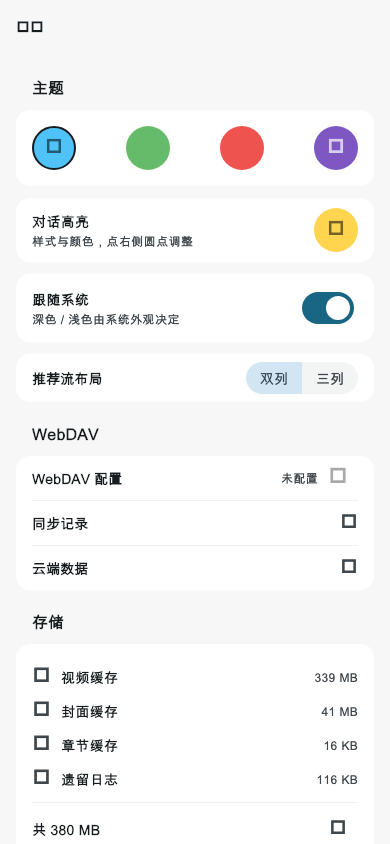 主题
对话高亮
样式与颜色，点右侧圆点调整
跟随系统
深色 / 浅色由系统外观决定
推荐流布局
双列
三列
WebDAV
WebDAV 配置
未配置
同步记录
云端数据
存储
视频缓存
339 MB
封面缓存
41 MB
章节缓存
16 KB
遗留日志
116 KB
共 380 MB